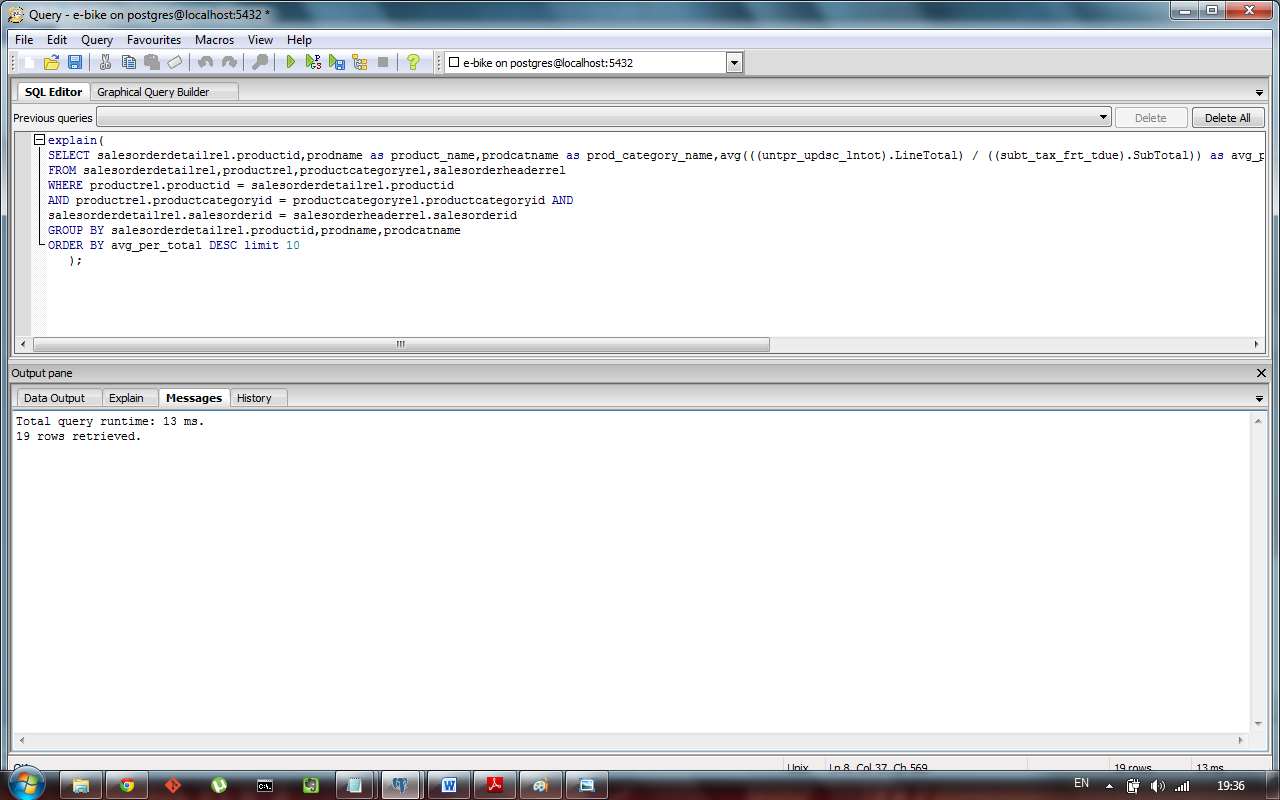 Query - e-bike on postgres@localhost:5432 *
File Edit Query Favourites Macros View Help
e-bike on postgres@localhost:5432
SQL Editor Graphical Query Builder
Previous queries Delete Delete All
explain(
SELECT salesorderdetailrel.productid,prodname as product_name,prodcatname as prod_category_name,avg(((untpr_updsc_lntot).LineTotal) / ((subt_tax_frt_tdue).SubTotal)) as avg_p
FROM salesorderdetailrel,productrel,productcategoryrel,salesorderheaderrel
WHERE productrel.productid = salesorderdetailrel.productid
AND productrel.productcategoryid = productcategoryrel.productcategoryid AND
salesorderdetailrel.salesorderid = salesorderheaderrel.salesorderid
GROUP BY salesorderdetailrel.productid,prodname,prodcatname
ORDER BY avg_per_total DESC limit 10
);
Output pane
Data Output Explain Messages History
Total query runtime: 13 ms.
19 rows retrieved.
Unix Ln 8, Col 37, Ch 569 19 rows 13 ms
EN 19:36